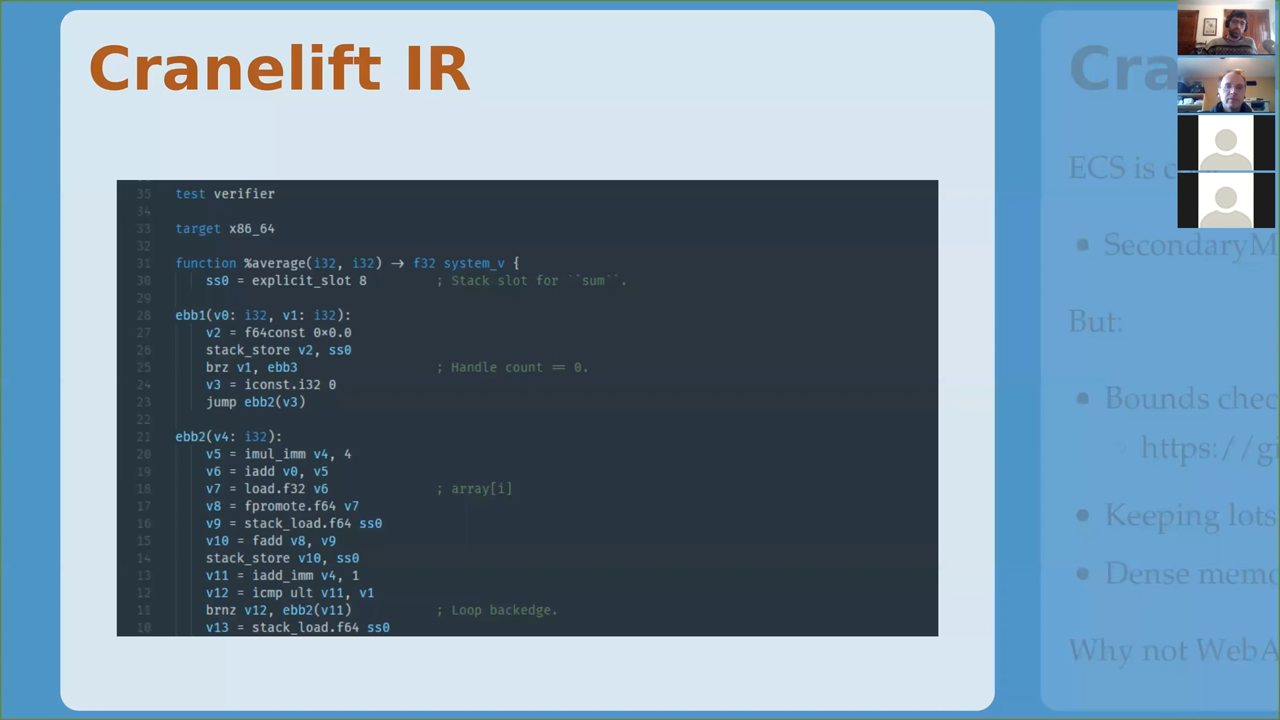 Cranelift IR
35 test verifier
34
33 target x86_64
32
31 function %average(i32, i32) → f32 system_v {
30 ss0 = explicit_slot 8 ; Stack slot for ``sum``.
29
28 ebb1(v0: i32, v1: i32):
27 v2 = f64const 0×0.0
26 stack_store v2, ss0
25 brz v1, ebb3 ; Handle count == 0.
24 v3 = iconst.i32 0
23 jump ebb2(v3)
22
21 ebb2(v4: i32):
20 v5 = imul_imm v4, 4
19 v6 = iadd v0, v5
18 v7 = load.f32 v6 ; array[i]
17 v8 = fpromote.f64 v7
16 v9 = stack_load.f64 ss0
15 v10 = fadd v8, v9
14 stack_store v10, ss0
13 v11 = iadd_imm v4, 1
12 v12 = icmp ult v11, v1
11 brnz v12, ebb2(v11) ; Loop backedge.
10 v13 = stack_load.f64 ss0
Cra
ECS is
• SecondaryM
But:
• Bounds chec
https://gi
• Keeping lots
• Dense memo
Why not WebA